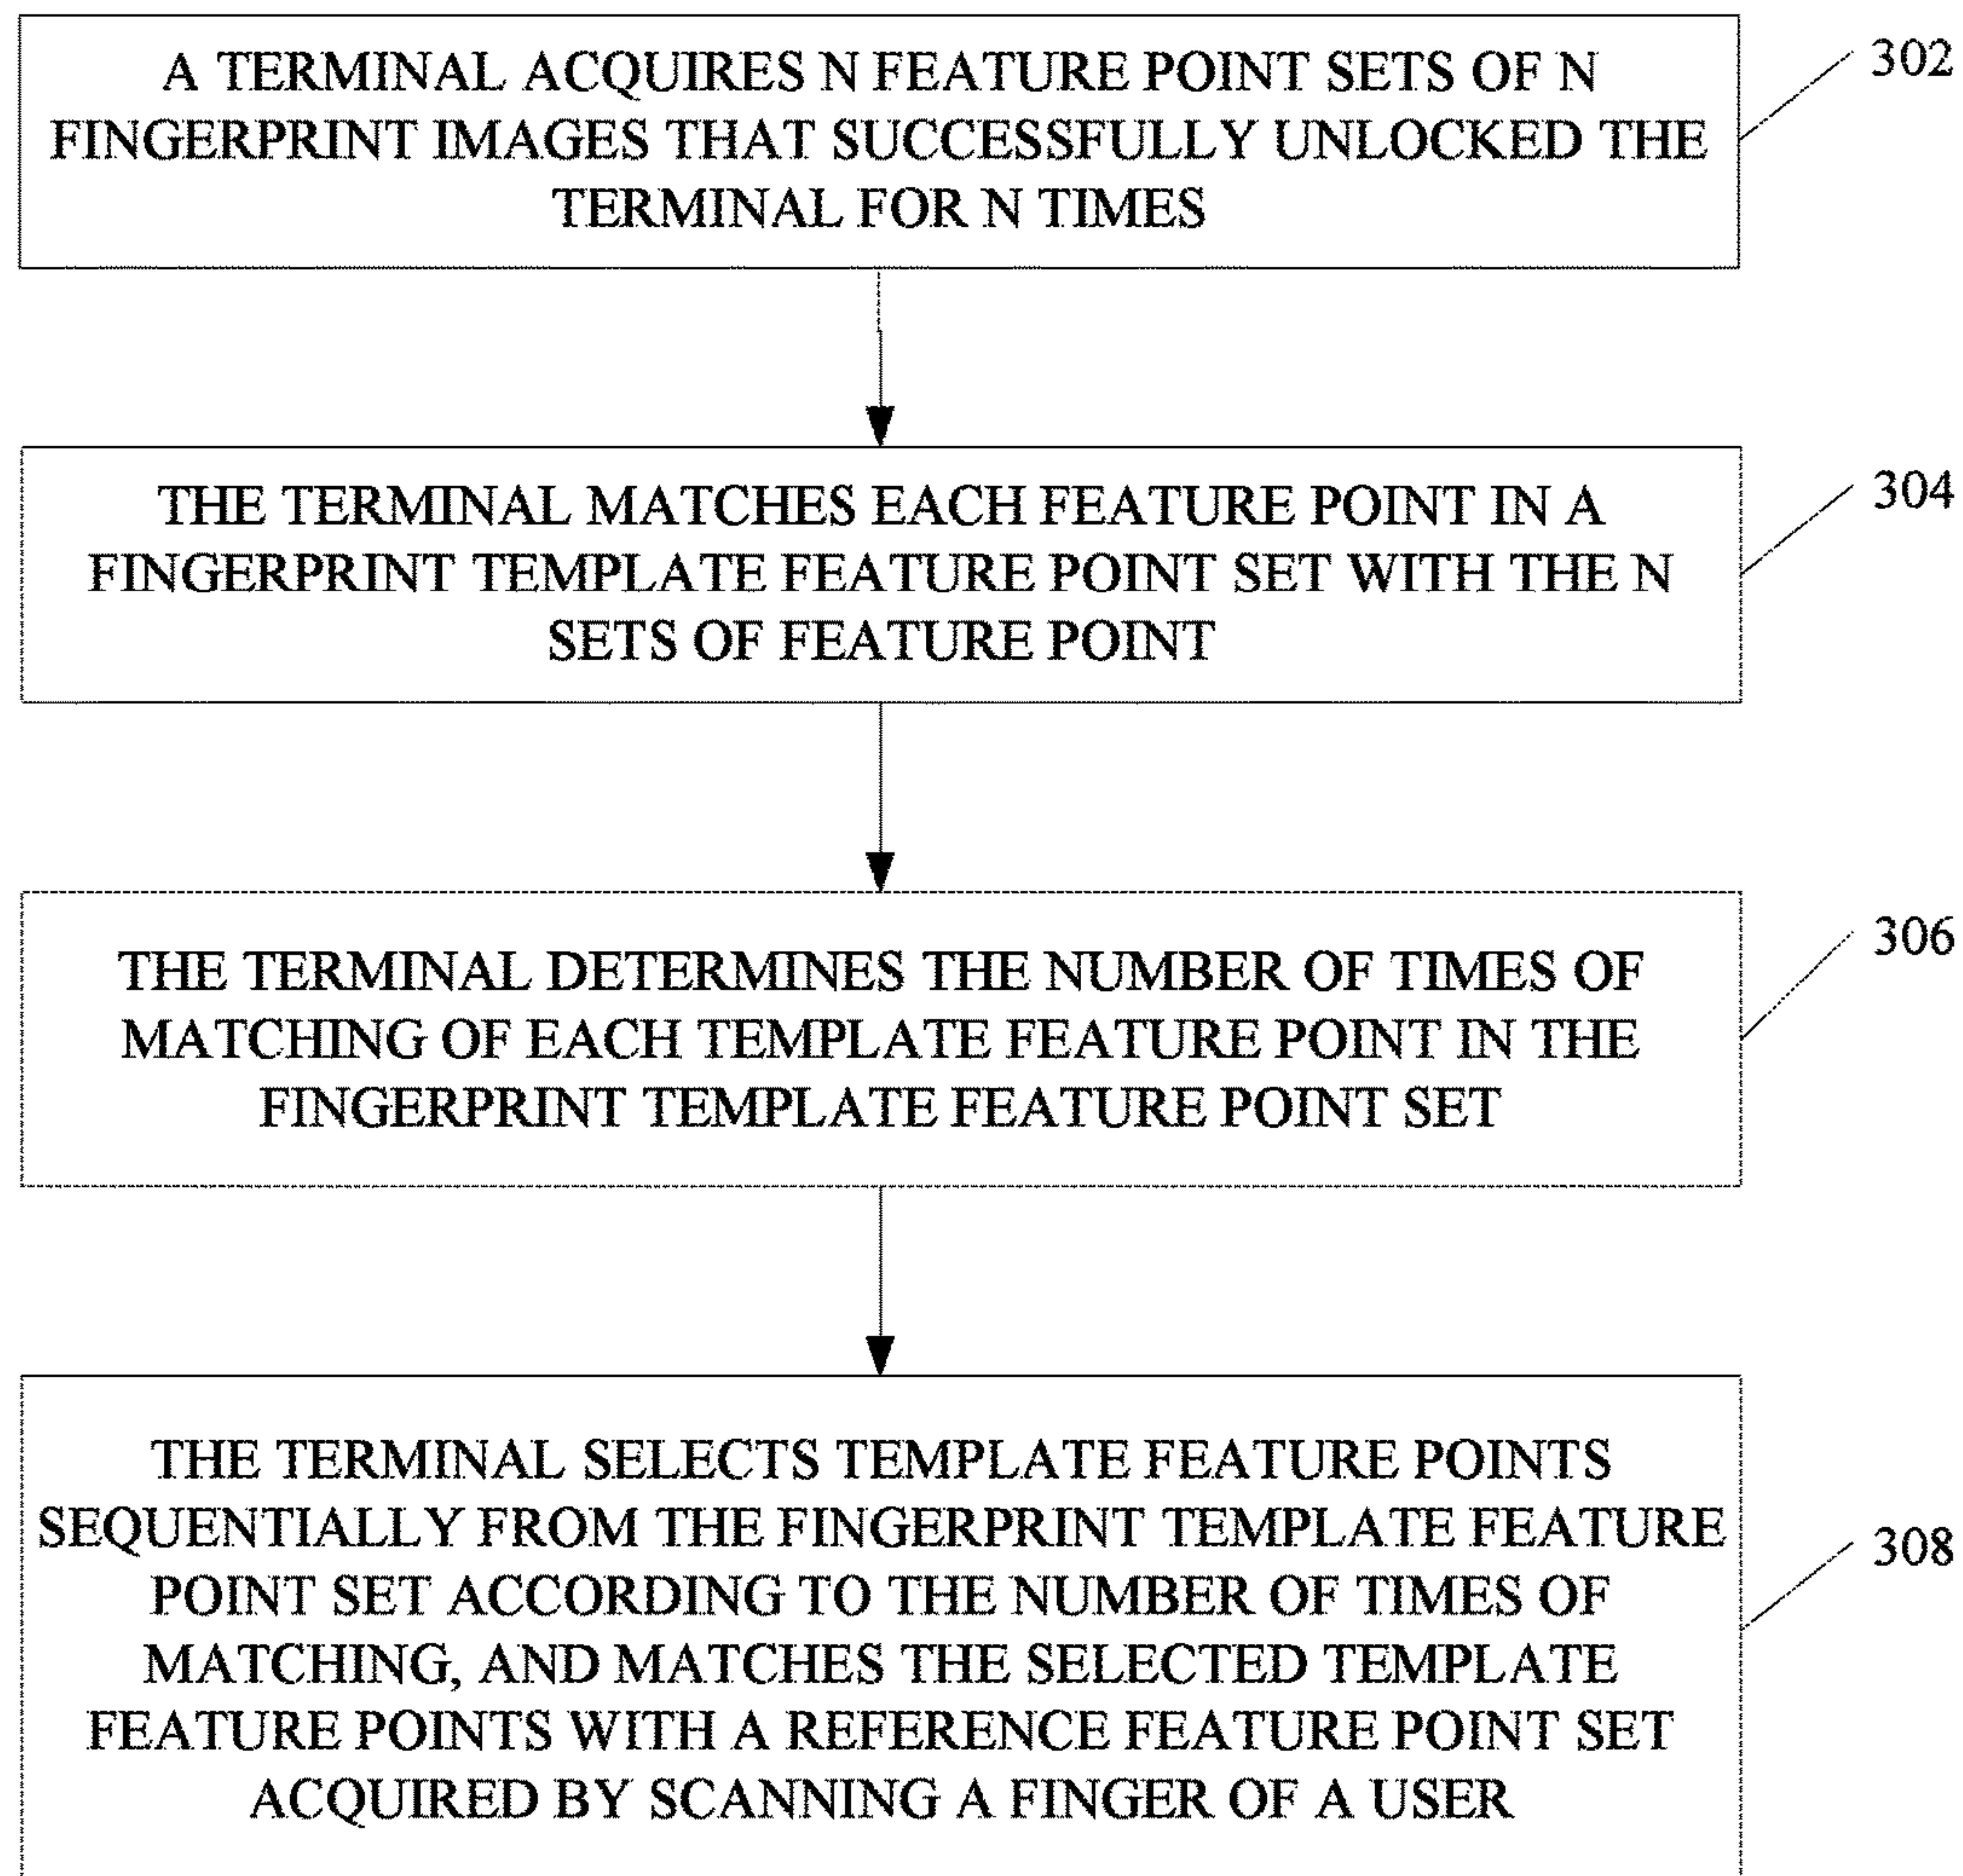 A TERMINAL ACQUIRES N FEATURE POINT SETS OF N
FINGERPRINT IMAGES THAT SUCCESSFULLY UNLOCKED THE
TERMINAL FOR N TIMES
302
THE TERMINAL MATCHES EACH FEATURE POINT IN A
FINGERPRINT TEMPLATE FEATURE POINT SET WITH THE N
SETS OF FEATURE POINT
304
THE TERMINAL DETERMINES THE NUMBER OF TIMES OF
MATCHING OF EACH TEMPLATE FEATURE POINT IN THE
FINGERPRINT TEMPLATE FEATURE POINT SET
306
THE TERMINAL SELECTS TEMPLATE FEATURE POINTS
SEQUENTIALLY FROM THE FINGERPRINT TEMPLATE FEATURE
POINT SET ACCORDING TO THE NUMBER OF TIMES OF
MATCHING, AND MATCHES THE SELECTED TEMPLATE
FEATURE POINTS WITH A REFERENCE FEATURE POINT SET
ACQUIRED BY SCANNING A FINGER OF A USER
308